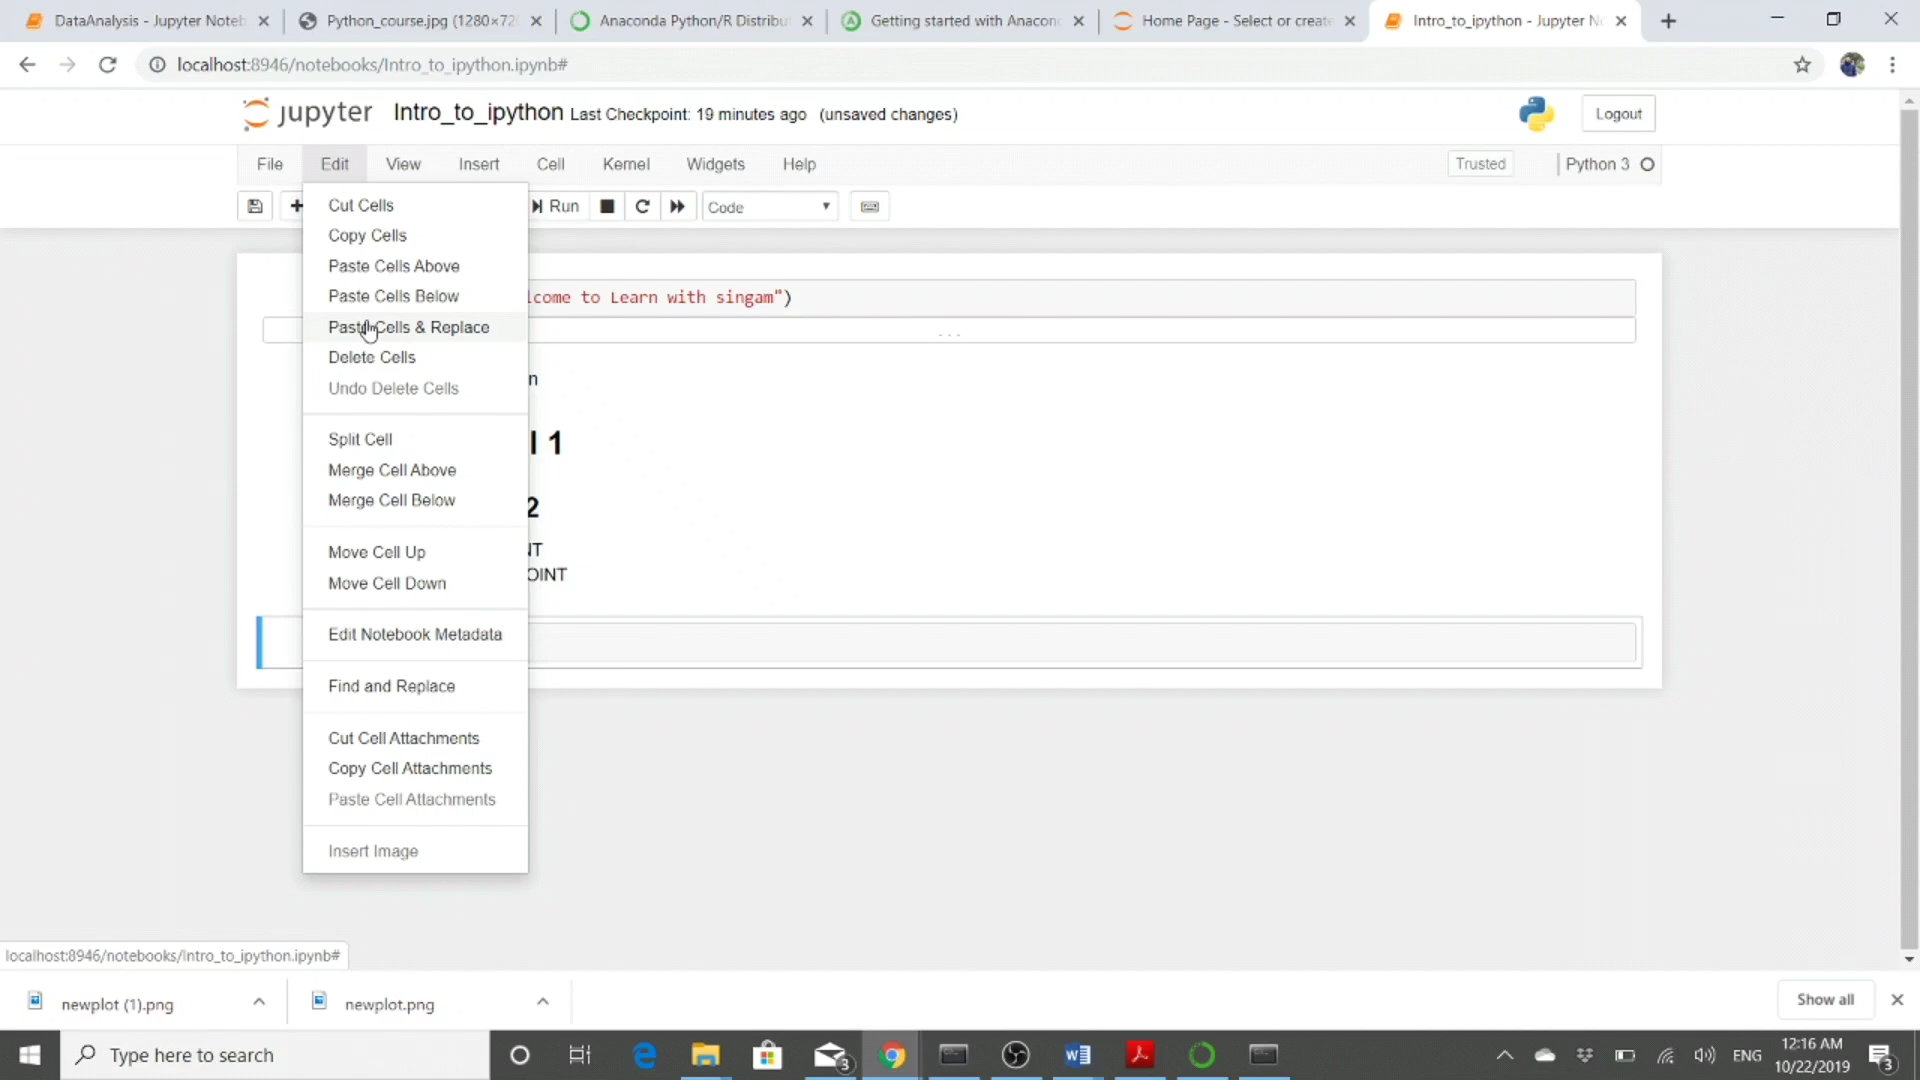 DataAnalysis - Jupyter Noteb
Python_course.jpg (1280×72
Anaconda Python/R Distribu
Getting started with Anacon
Home Page - Select or create
Intro_to_ipython - Jupyter N
localhost:8946/notebooks/Intro_to_ipython.ipynb#
jupyter Intro_to_ipython Last Checkpoint: 19 minutes ago (unsaved changes)
Logout
File Edit View Insert Cell Kernel Widgets Help
Trusted
Python 3
Run
Code
Cut Cells
Copy Cells
Paste Cells Above
Paste Cells Below
Paste Cells & Replace
Delete Cells
Undo Delete Cells
Split Cell
Merge Cell Above
Merge Cell Below
Move Cell Up
Move Cell Down
Edit Notebook Metadata
Find and Replace
Cut Cell Attachments
Copy Cell Attachments
Paste Cell Attachments
Insert Image
lcome to Learn with singam")
...
n
l 1
2
NT
OINT
localhost:8946/notebooks/Intro_to_ipython.ipynb#
newplot (1).png
newplot.png
Show all
Type here to search
3
ENG
12:16 AM
10/22/2019
3